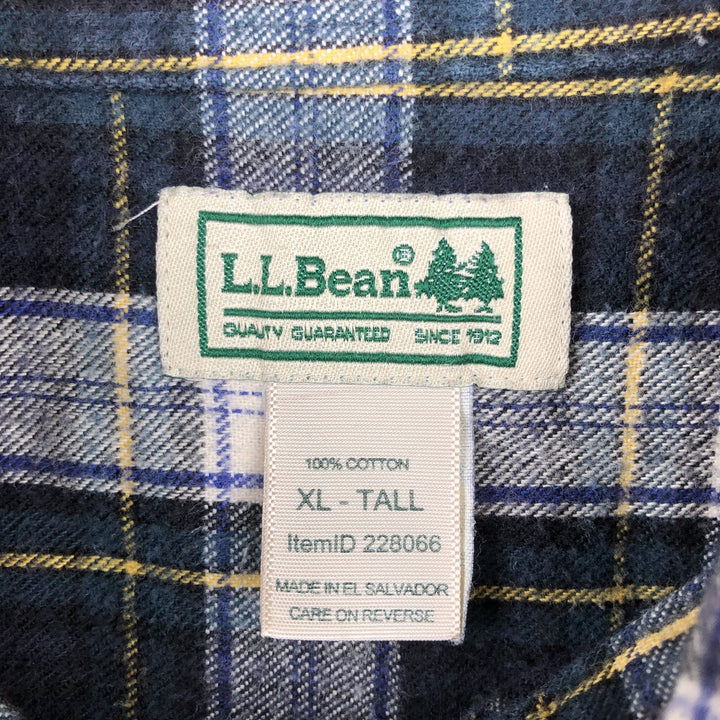 L.L.Bean®
QUALITY GUARANTEED SINCE 1912
100% COTTON
XL - TALL
ItemID 228066
MADE IN EL SALVADOR
CARE ON REVERSE